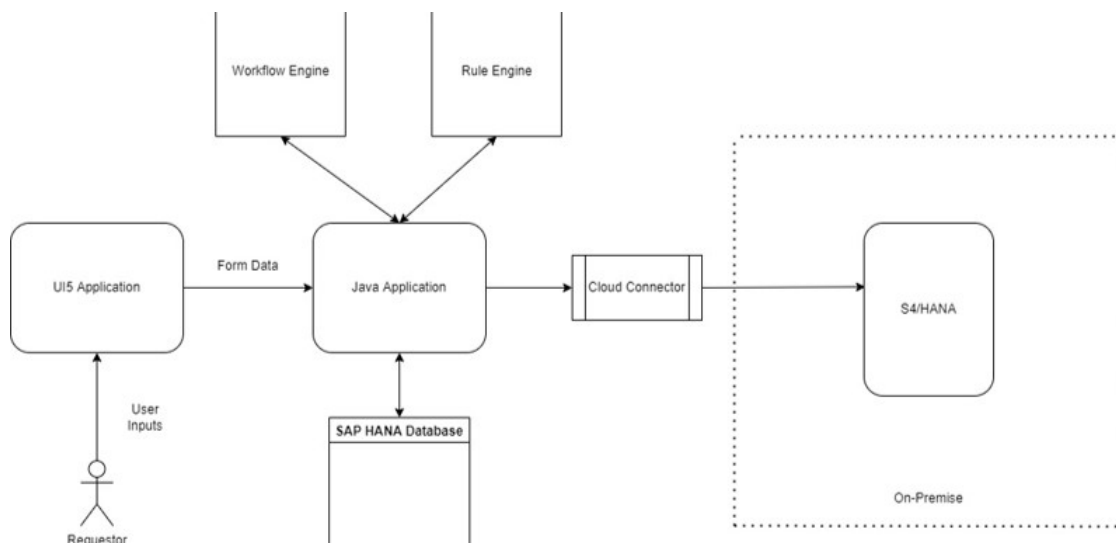 Workflow Engine
Rule Engine
UI5 Application
Form Data
Java Application
Cloud Connector
S4/HANA
User
Inputs
SAP HANA Database
On-Premise
Requestor